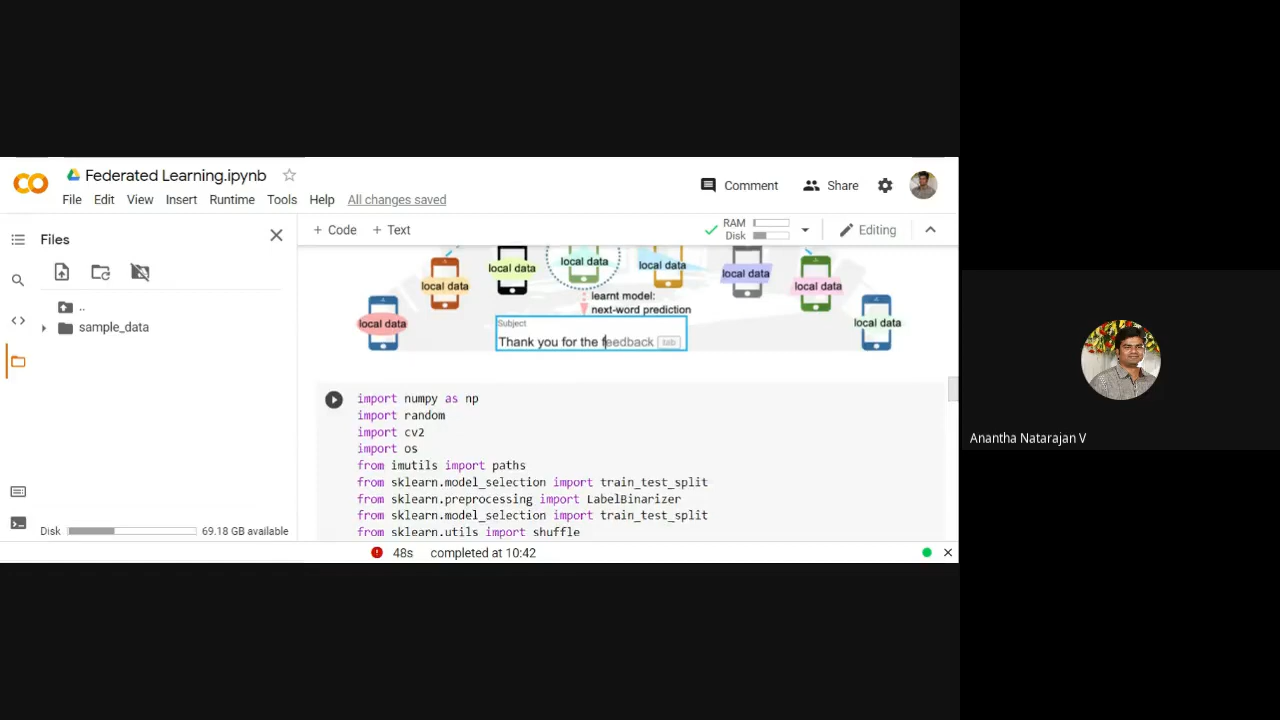 Federated Learning.ipynb
File Edit View Insert Runtime Tools Help All changes saved
Comment Share
Files
+ Code + Text
RAM
Disk
Editing
..
sample_data
Disk 69.18 GB available
local data
local data
local data
local data
local data
local data
local data
local data
learnt model:
next-word prediction
Subject
Thank you for the feedback tab
import numpy as np
import random
import cv2
import os
from imutils import paths
from sklearn.model_selection import train_test_split
from sklearn.preprocessing import LabelBinarizer
from sklearn.model_selection import train_test_split
from sklearn.utils import shuffle
48s completed at 10:42
Anantha Natarajan V